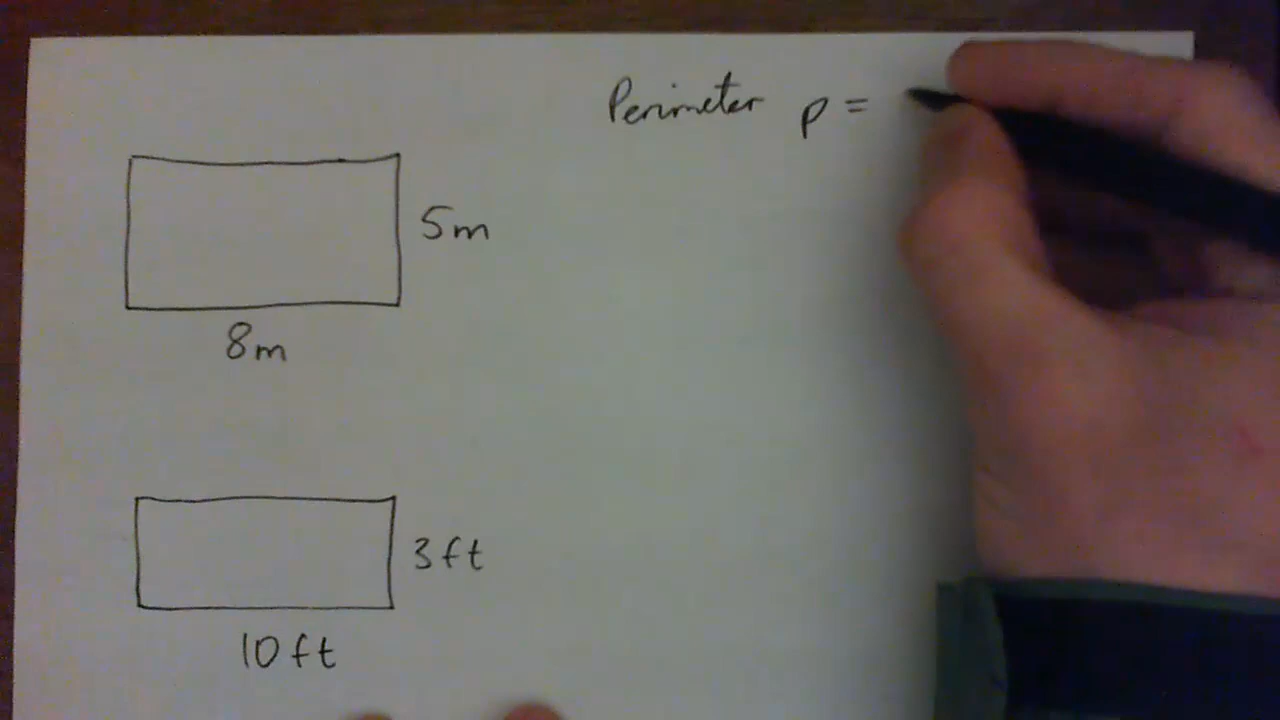 Perimeter p =
5m
8m
3ft
10ft